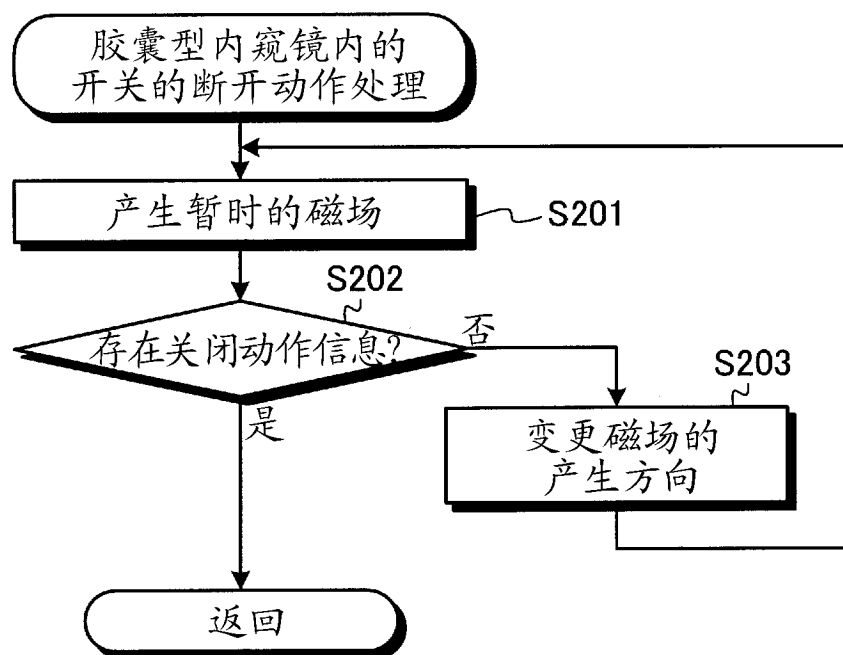 胶囊型内窥镜内的
开关的断开动作处理
产生暂时的磁场
S201
S202
存在关闭动作信息?
否
是
S203
变更磁场的
产生方向
返回